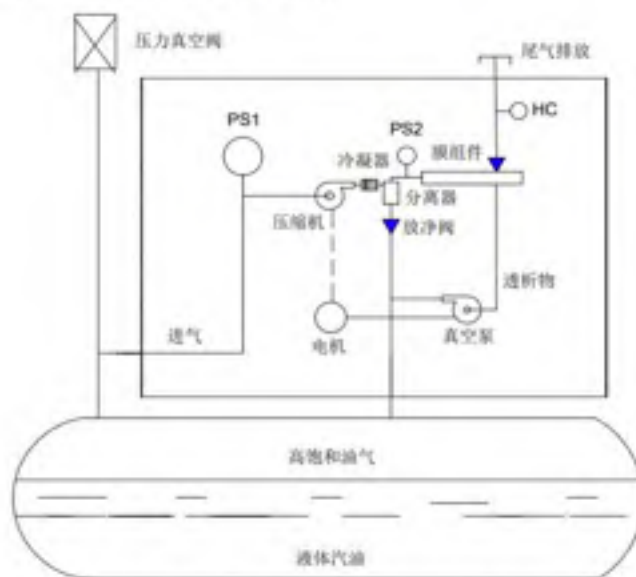 压力真空阀
尾气排放
PS1
PS2
HC
冷凝器
膜组件
分离器
压缩机
放净阀
透析物
进气
电机
真空泵
高饱和油气
液体汽油